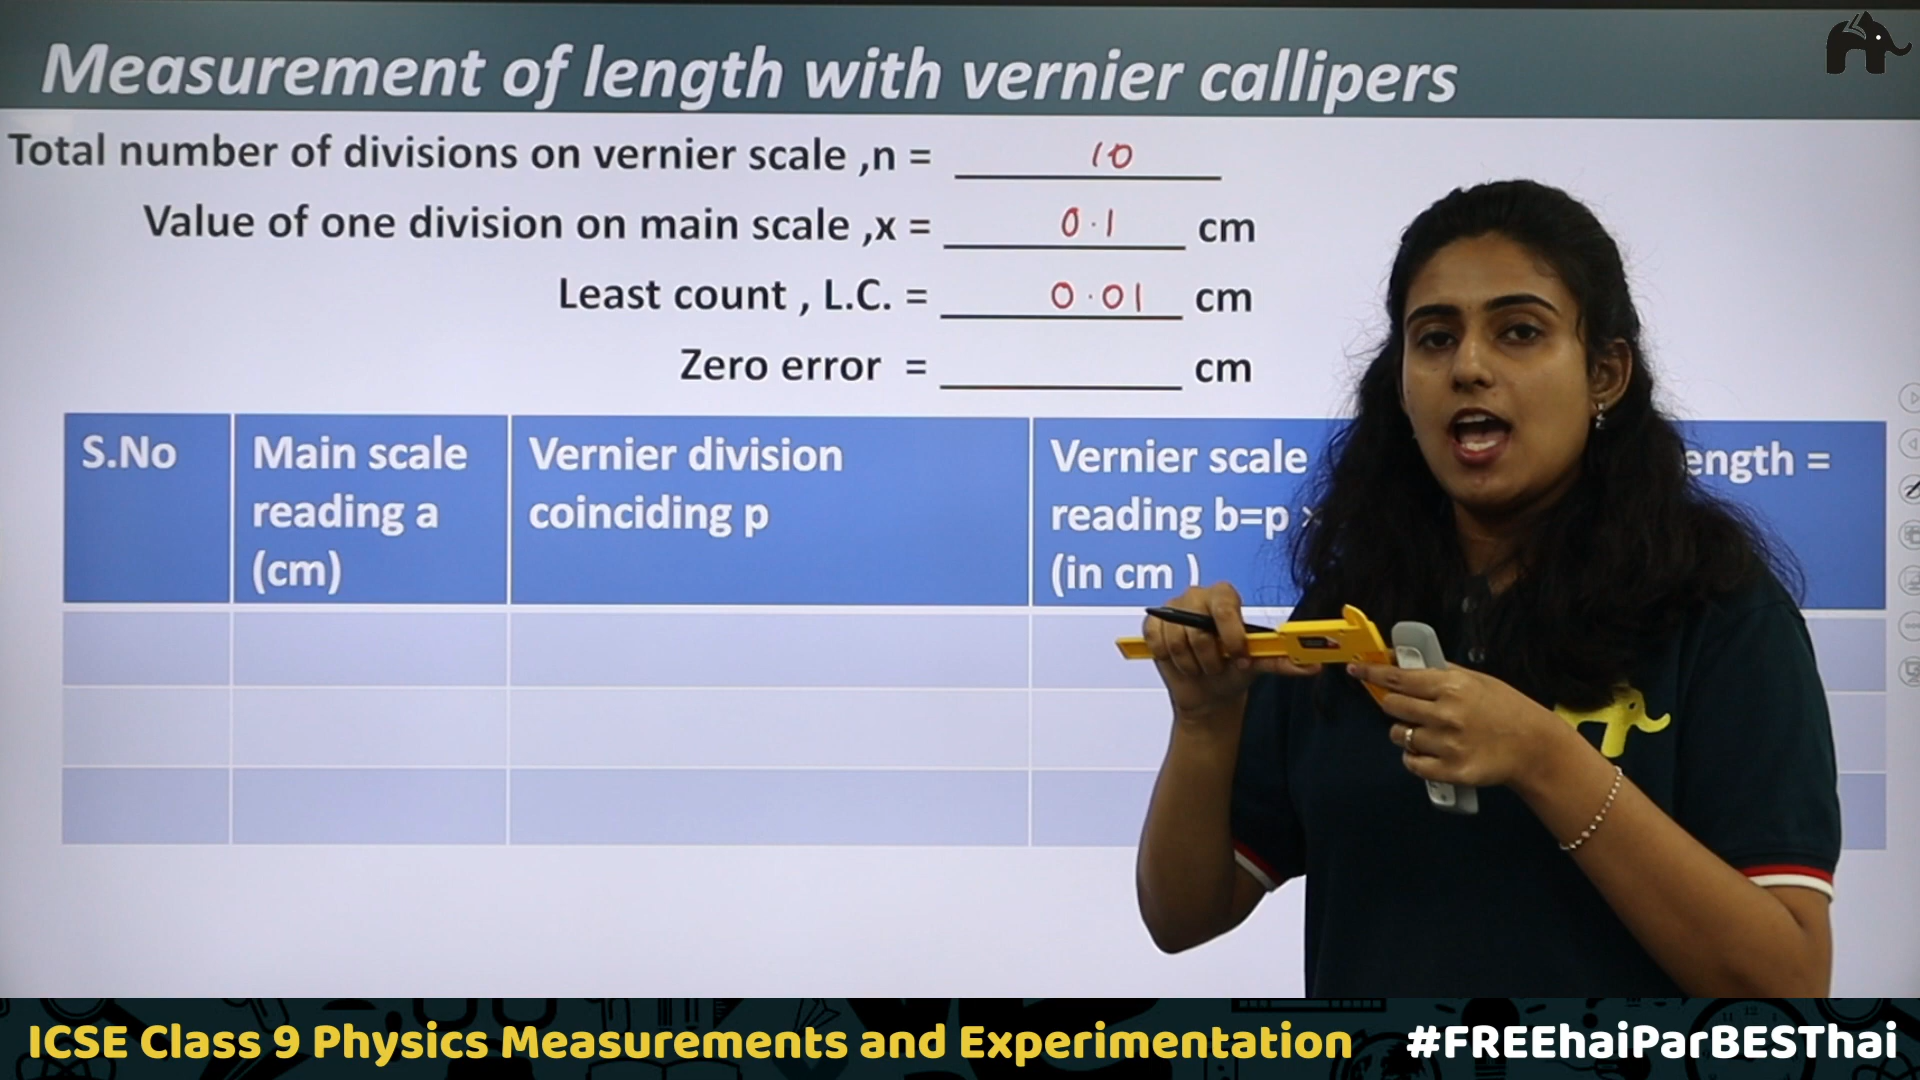 Measurement of length with vernier callipers
Total number of divisions on vernier scale ,n = 10
Value of one division on main scale ,x = 0.1 cm
Least count , L.C. = 0.01 cm
Zero error = cm
S.No
Main scale
reading a
(cm)
Vernier division
coinciding p
Vernier scale
reading b=p
(in cm )
ength =
ICSE Class 9 Physics Measurements and Experimentation #FREEhaiParBESThai